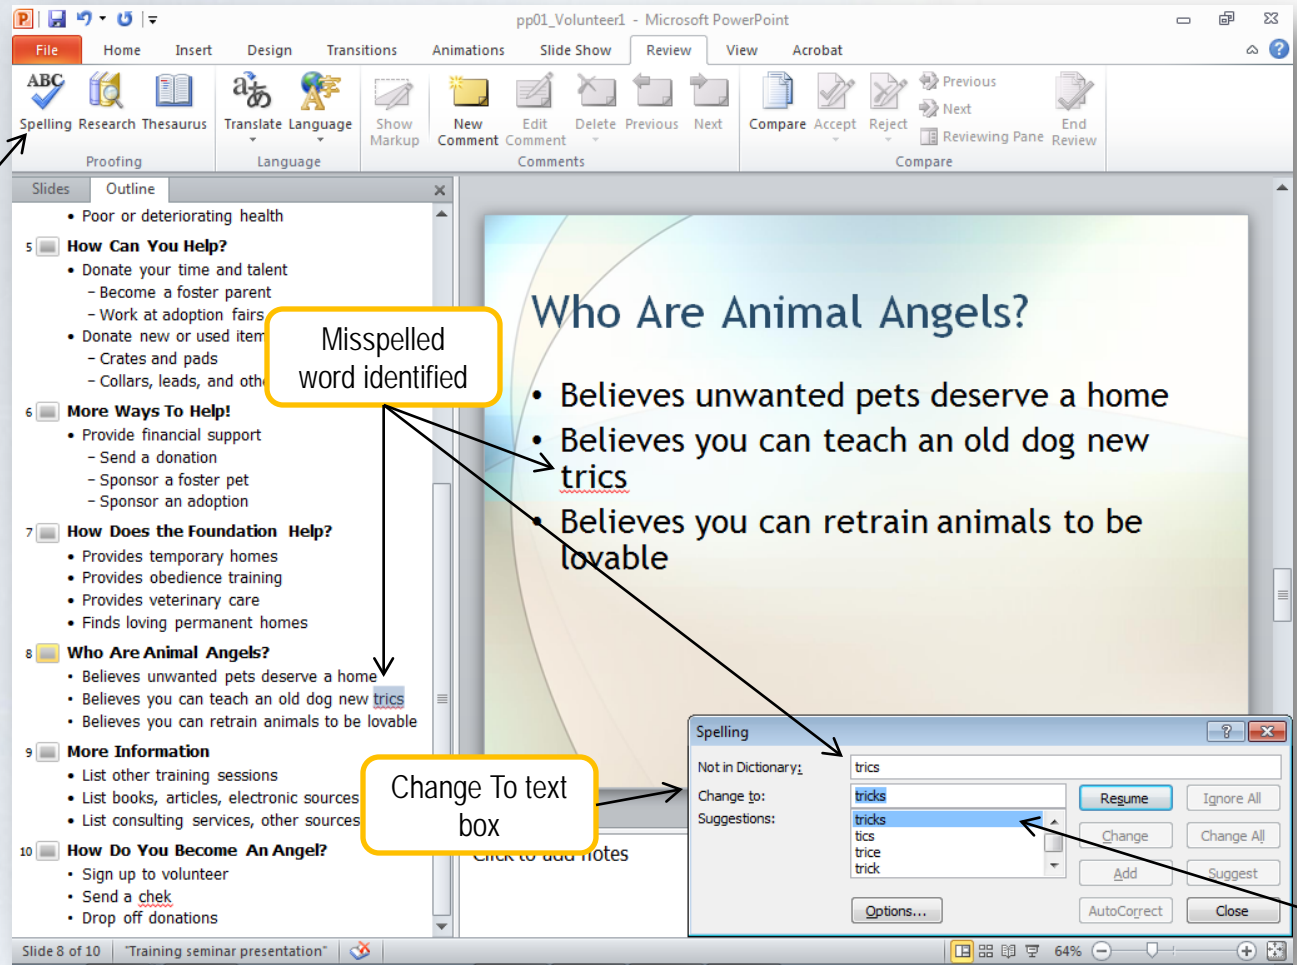 pp01_Volunteer1 - Microsoft PowerPoint
File Home Insert Design Transitions Animations Slide Show Review View Acrobat
ABC
Spelling Research Thesaurus Translate Language Show Markup New Comment Edit Comment Delete Previous Next Compare Accept Reject Previous Next Reviewing Pane End Review
Proofing Language Comments Compare
Slides Outline
• Poor or deteriorating health
5 How Can You Help?
• Donate your time and talent
– Become a foster parent
– Work at adoption fairs
• Donate new or used item
– Crates and pads
– Collars, leads, and oth
6 More Ways To Help!
• Provide financial support
– Send a donation
– Sponsor a foster pet
– Sponsor an adoption
7 How Does the Foundation Help?
• Provides temporary homes
• Provides obedience training
• Provides veterinary care
• Finds loving permanent homes
8 Who Are Animal Angels?
• Believes unwanted pets deserve a home
• Believes you can teach an old dog new trics
• Believes you can retrain animals to be lovable
9 More Information
• List other training sessions
• List books, articles, electronic sources
• List consulting services, other sources
10 How Do You Become An Angel?
• Sign up to volunteer
• Send a chek
• Drop off donations
Misspelled
word identified
Change To text
box
Who Are Animal Angels?
• Believes unwanted pets deserve a home
• Believes you can teach an old dog new
trics
• Believes you can retrain animals to be
lovable
Click to add notes
Spelling
Not in Dictionary: trics
Change to: tricks Resume Ignore All
Suggestions: tricks
tics Change Change All
trice
trick Add Suggest
Options... AutoCorrect Close
Slide 8 of 10 "Training seminar presentation" 64%